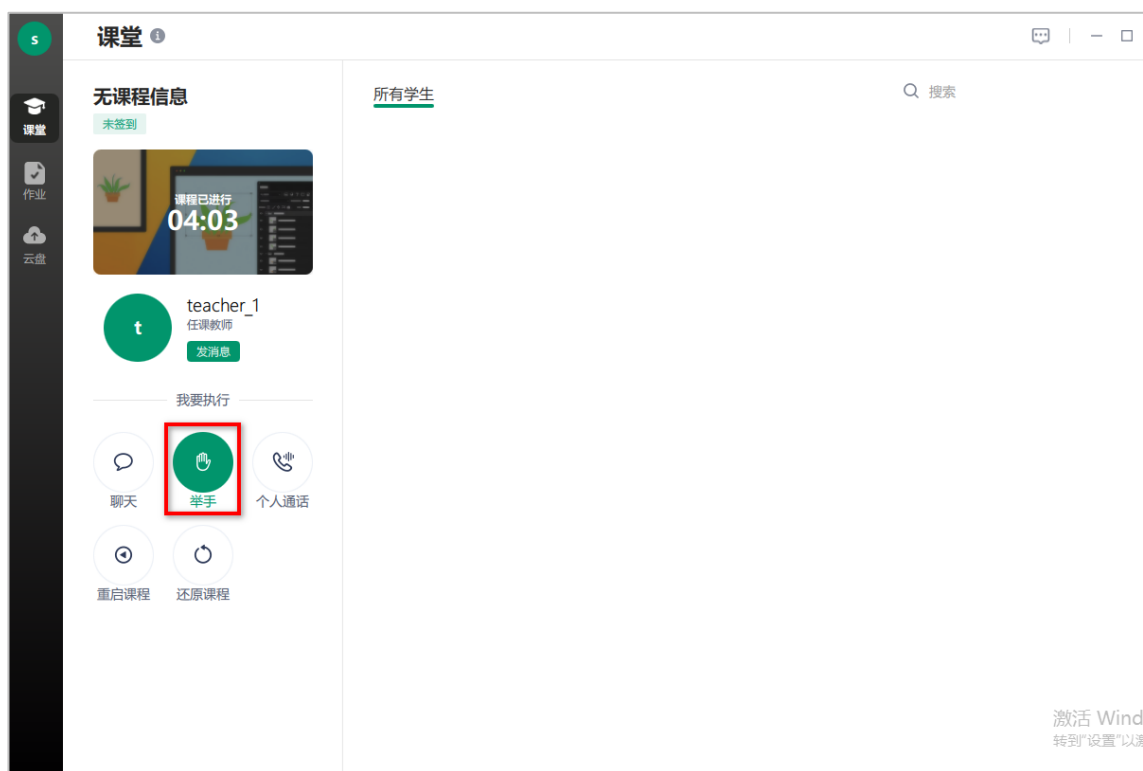 s
课堂
课堂
作业
云盘
无课程信息
未签到
课程已进行
04:03
t
teacher_1
任课教师
发消息
我要执行
聊天
举手
个人通话
重启课程
还原课程
所有学生
搜索
激活 Wind
转到"设置"以激